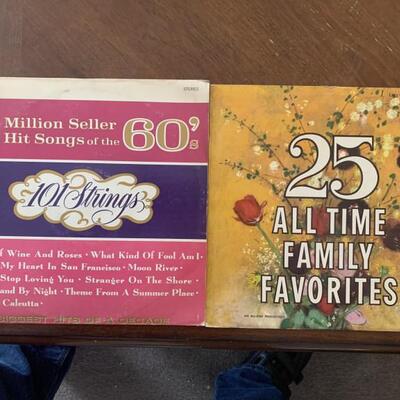 STEREO
Million Seller
Hit Songs of the 60's
101 Strings
f Wine and Roses · What Kind Of Fool Am I ·
My Heart In San Francisco · Moon River ·
Stop Loving You · Stranger On The Shore ·
and By Night · Theme From A Summer Place ·
Calcutta ·
BIGGEST HITS OF A DECADE
25
ALL TIME
FAMILY
FAVORITES